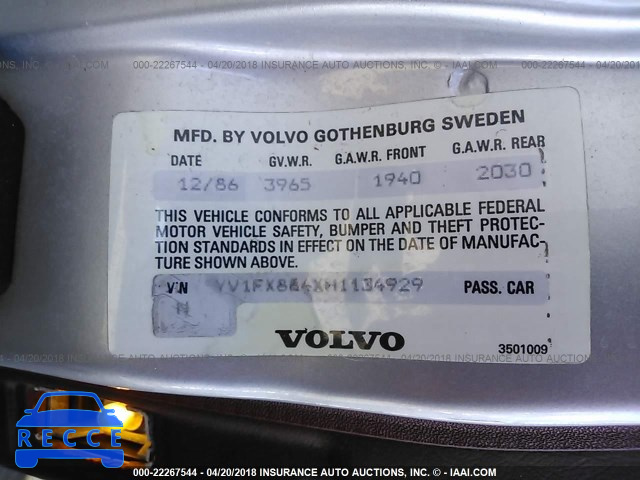 000-22267544 - 04/20/2018 - INSURANCE AUTO AUCTIONS, INC. © - IAAI.COM
MFD. BY VOLVO GOTHENBURG SWEDEN
DATE G.V.W.R. G.A.W.R. FRONT G.A.W.R. REAR
12/86 3965 1940 2030
THIS VEHICLE CONFORMS TO ALL APPLICABLE FEDERAL
MOTOR VEHICLE SAFETY, BUMPER AND THEFT PROTEC-
TION STANDARDS IN EFFECT ON THE DATE OF MANUFAC-
TURE SHOWN ABOVE.
VIN YV1FX8844XH1134929 PASS. CAR
VOLVO
3501009
RECCE
000-22267544 - 04/20/2018 - INSURANCE AUTO AUCTIONS, INC. © - IAAI.COM